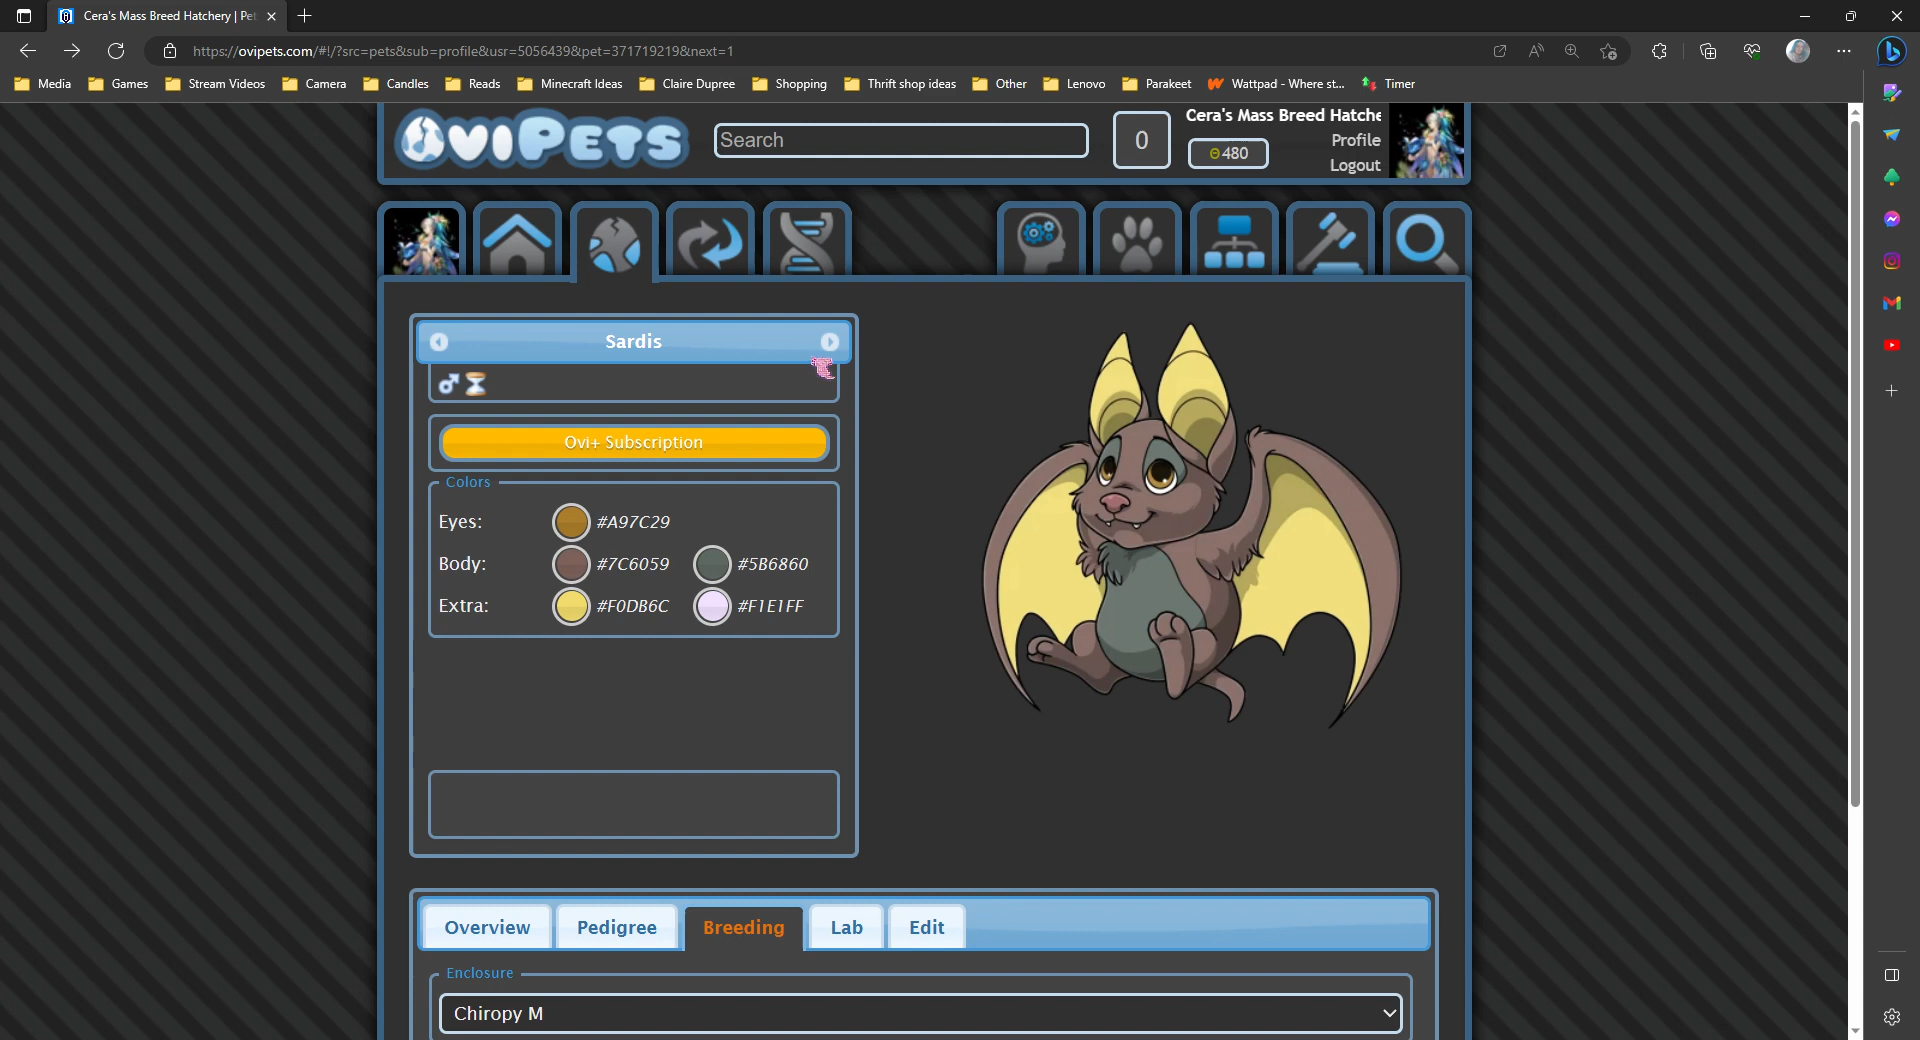 Cera's Mass Breed Hatchery | Pet
https://ovipets.com/#!/?src=pets&sub=profile&usr=5056439&pet=371719219&next=1
Media Games Stream Videos Camera Candles Reads Minecraft Ideas Claire Dupree Shopping Thrift shop ideas Other Lenovo Parakeet Wattpad - Where st... Timer
OviPets
Search
0
Cera's Mass Breed Hatche
480
Profile
Logout
Sardis
Ovi+ Subscription
Colors
Eyes: #A97C29
Body: #7C6059 #5B6860
Extra: #F0DB6C #F1E1FF
Overview Pedigree Breeding Lab Edit
Enclosure
Chiropy M